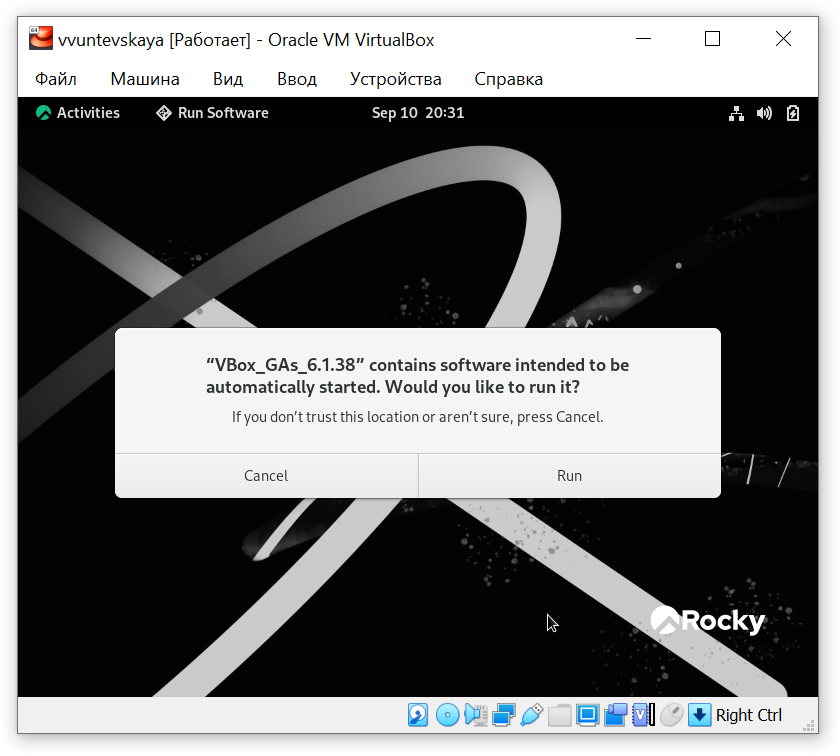 vvuntevskaya [Работает] - Oracle VM VirtualBox
Файл Машина Вид Ввод Устройства Справка
Activities Run Software Sep 10 20:31
“VBox_GAs_6.1.38” contains software intended to be
automatically started. Would you like to run it?
If you don’t trust this location or aren’t sure, press Cancel.
Cancel Run
Rocky
Right Ctrl